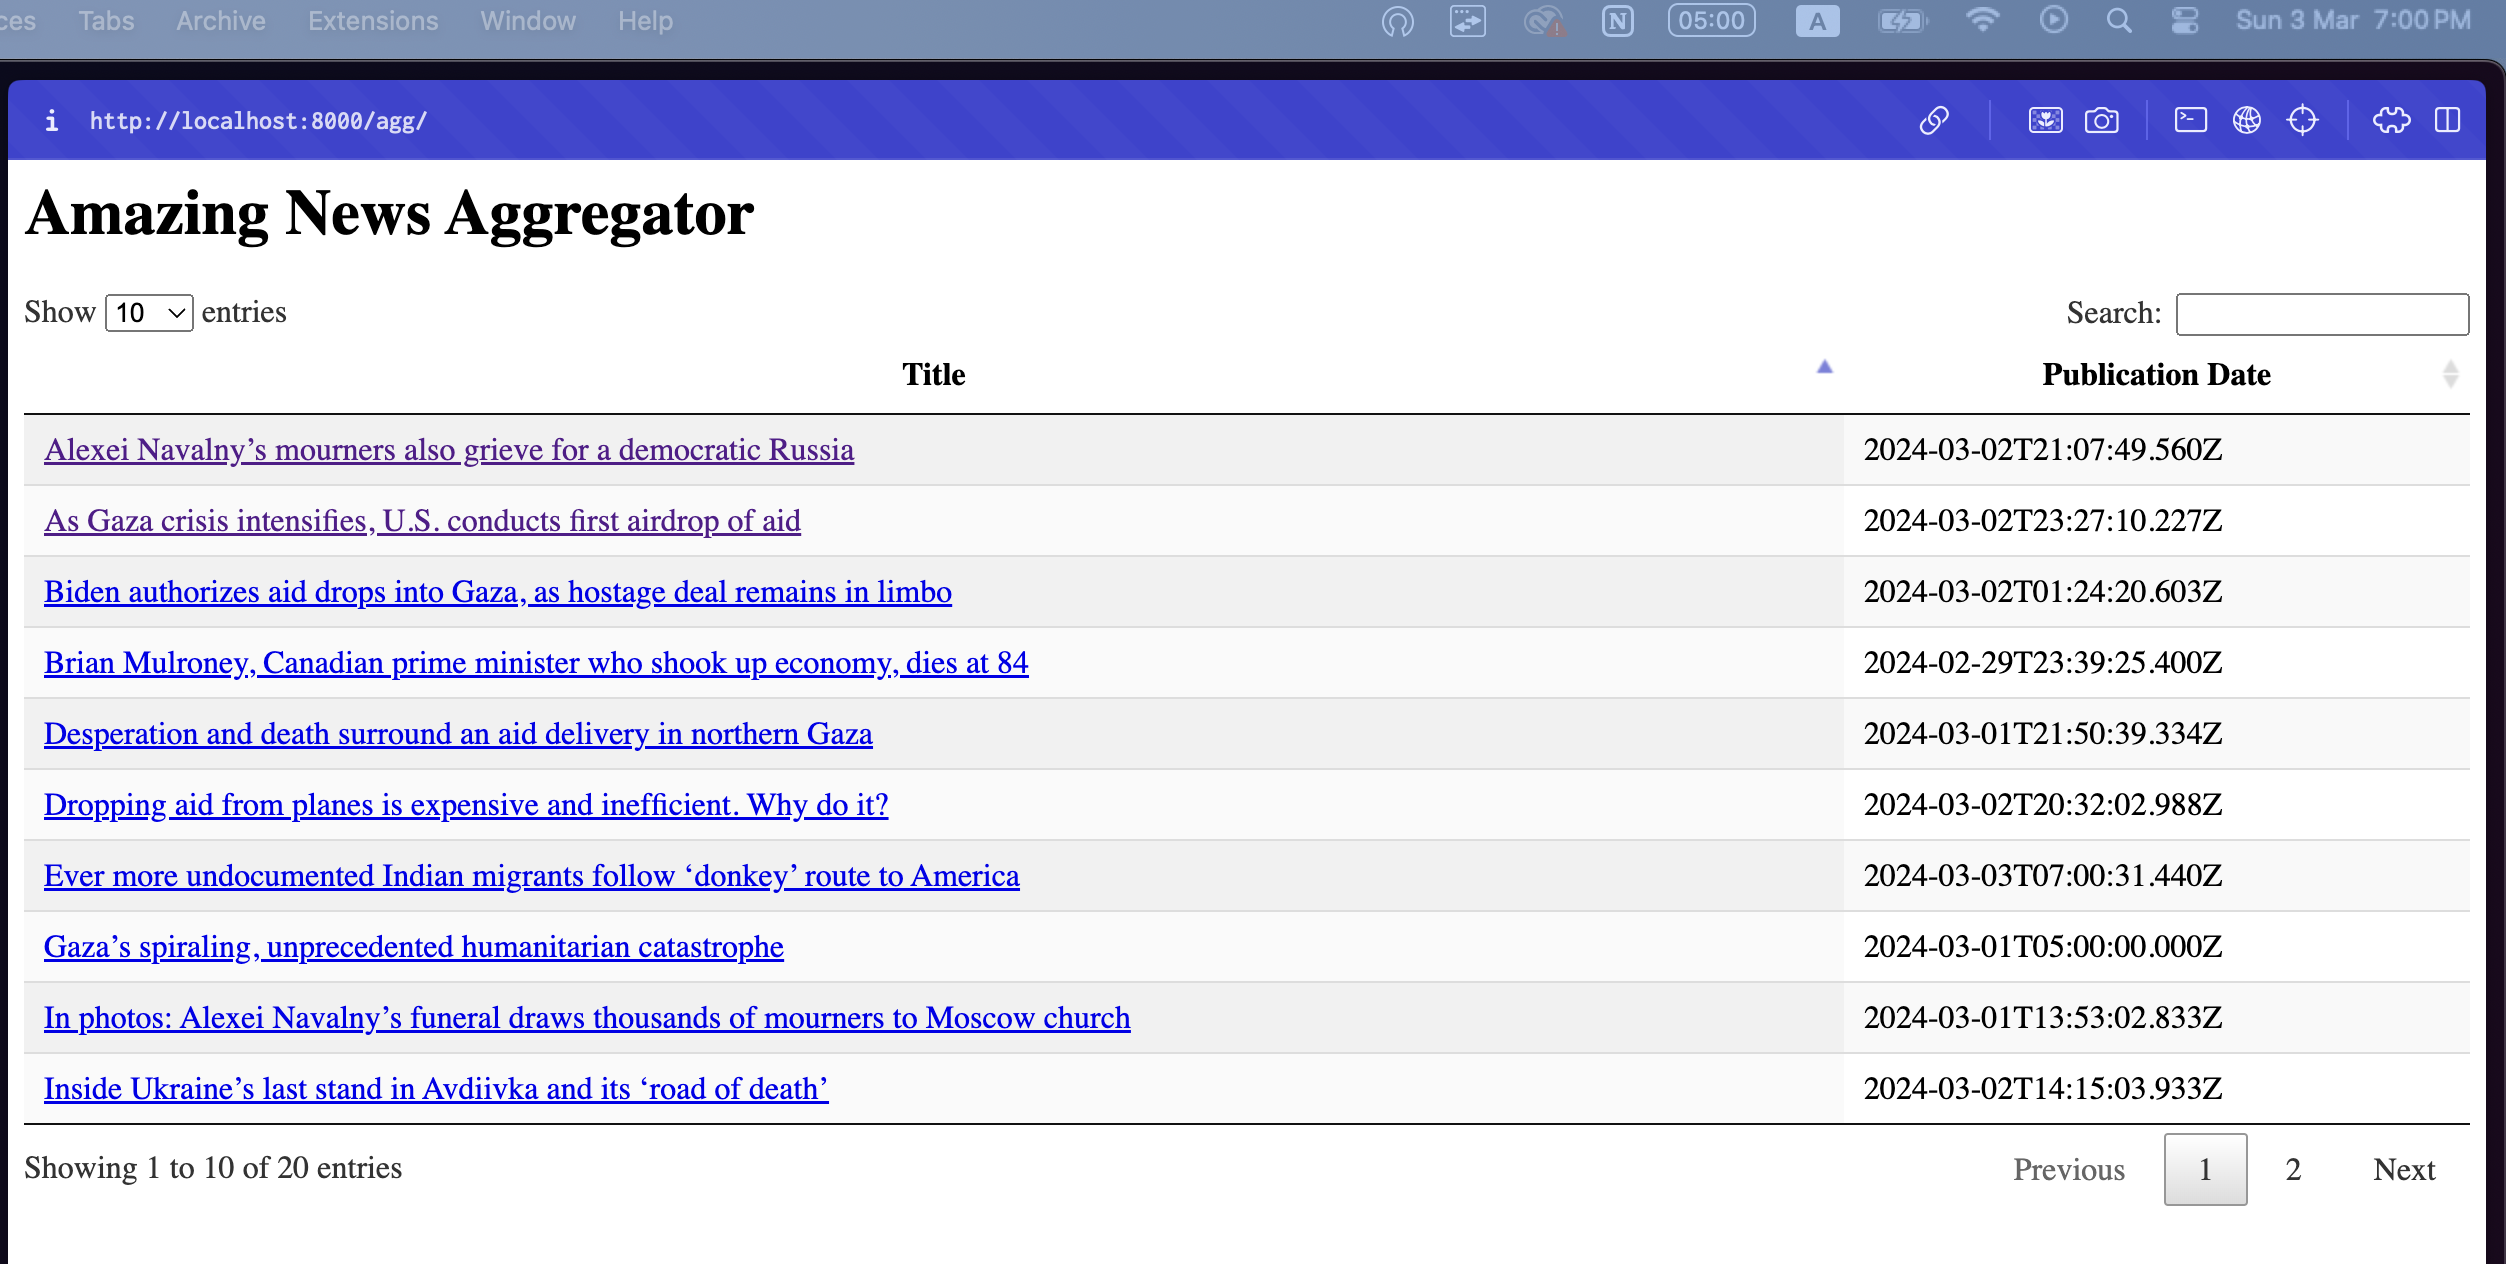 ces Tabs Archive Extensions Window Help N 05:00 A Sun 3 Mar 7:00 PM
i http://localhost:8000/agg/
Amazing News Aggregator
Show 10 entries Search:
Title Publication Date
Alexei Navalny’s mourners also grieve for a democratic Russia 2024-03-02T21:07:49.560Z
As Gaza crisis intensifies, U.S. conducts first airdrop of aid 2024-03-02T23:27:10.227Z
Biden authorizes aid drops into Gaza, as hostage deal remains in limbo 2024-03-02T01:24:20.603Z
Brian Mulroney, Canadian prime minister who shook up economy, dies at 84 2024-02-29T23:39:25.400Z
Desperation and death surround an aid delivery in northern Gaza 2024-03-01T21:50:39.334Z
Dropping aid from planes is expensive and inefficient. Why do it? 2024-03-02T20:32:02.988Z
Ever more undocumented Indian migrants follow ‘donkey’ route to America 2024-03-03T07:00:31.440Z
Gaza’s spiraling, unprecedented humanitarian catastrophe 2024-03-01T05:00:00.000Z
In photos: Alexei Navalny’s funeral draws thousands of mourners to Moscow church 2024-03-01T13:53:02.833Z
Inside Ukraine’s last stand in Avdiivka and its ‘road of death’ 2024-03-02T14:15:03.933Z
Showing 1 to 10 of 20 entries Previous 1 2 Next